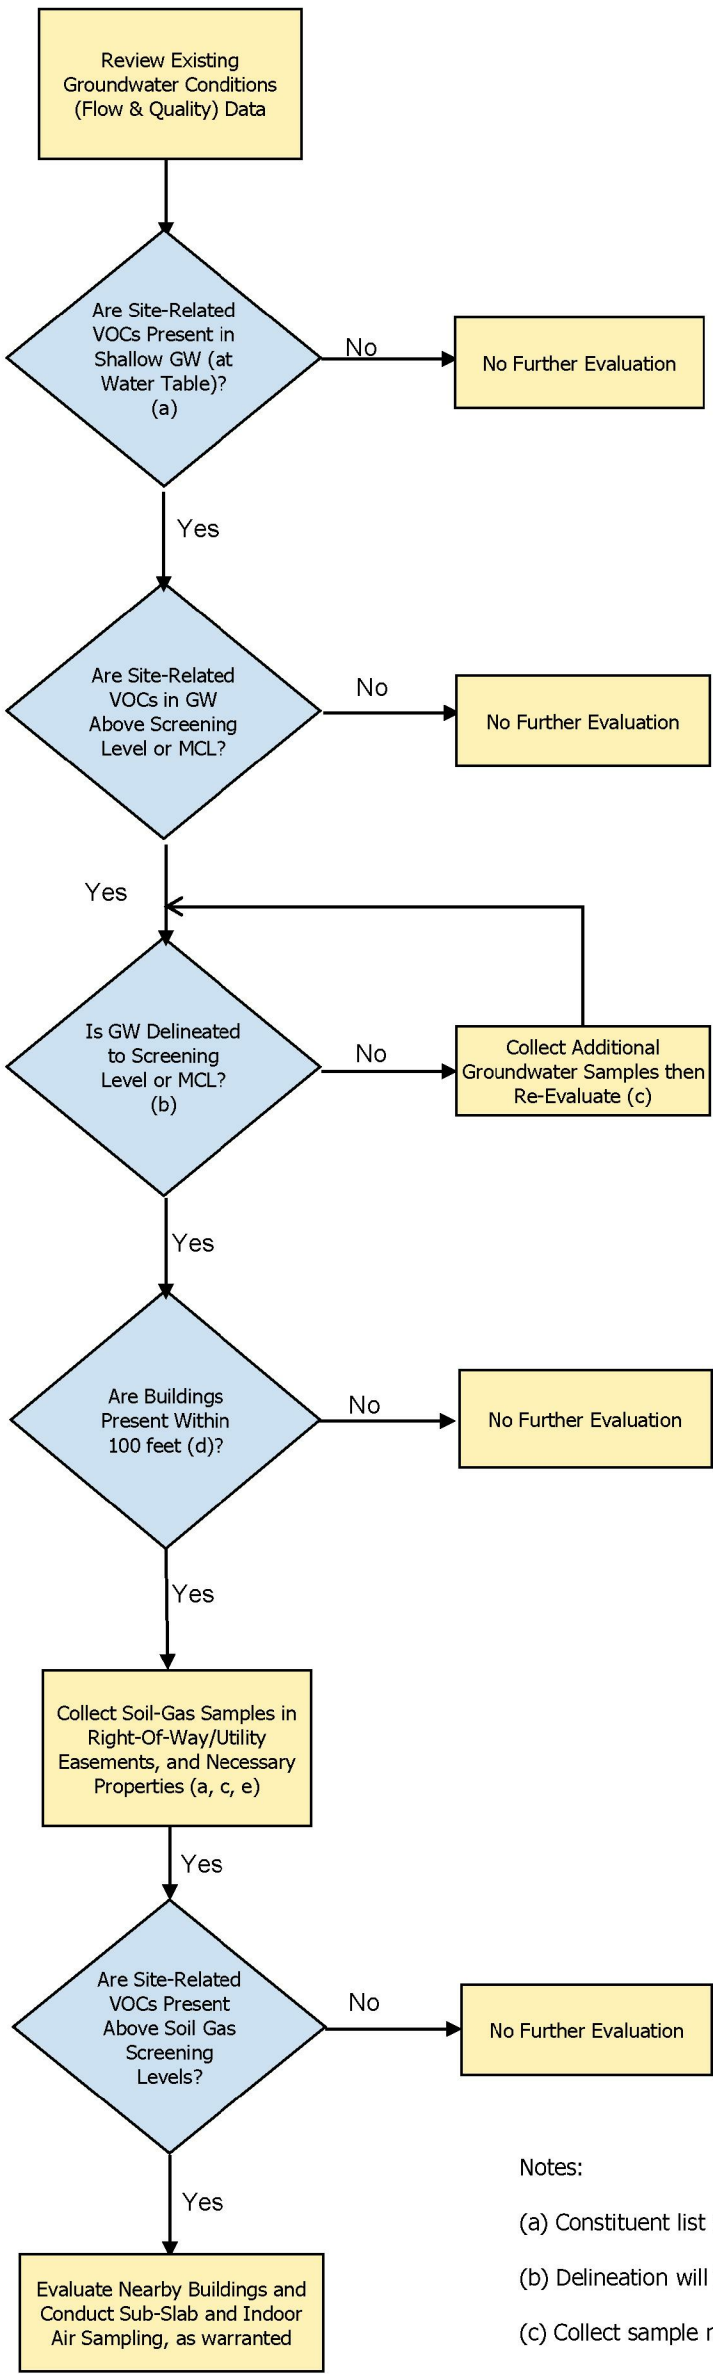 Review Existing
Groundwater Conditions
(Flow & Quality) Data
Are Site-Related
VOCs Present in
Shallow GW (at
Water Table)?
(a)
No
No Further Evaluation
Yes
Are Site-Related
VOCs in GW
Above Screening
Level or MCL?
No
No Further Evaluation
Yes
Is GW Delineated
to Screening
Level or MCL?
(b)
No
Collect Additional
Groundwater Samples then
Re-Evaluate (c)
Yes
Are Buildings
Present Within
100 feet (d)?
No
No Further Evaluation
Yes
Collect Soil-Gas Samples in
Right-Of-Way/Utility
Easements, and Necessary
Properties (a, c, e)
Yes
Are Site-Related
VOCs Present
Above Soil Gas
Screening
Levels?
No
No Further Evaluation
Yes
Evaluate Nearby Buildings and
Conduct Sub-Slab and Indoor
Air Sampling, as warranted
Notes:
(a) Constituent list
(b) Delineation will
(c) Collect sample